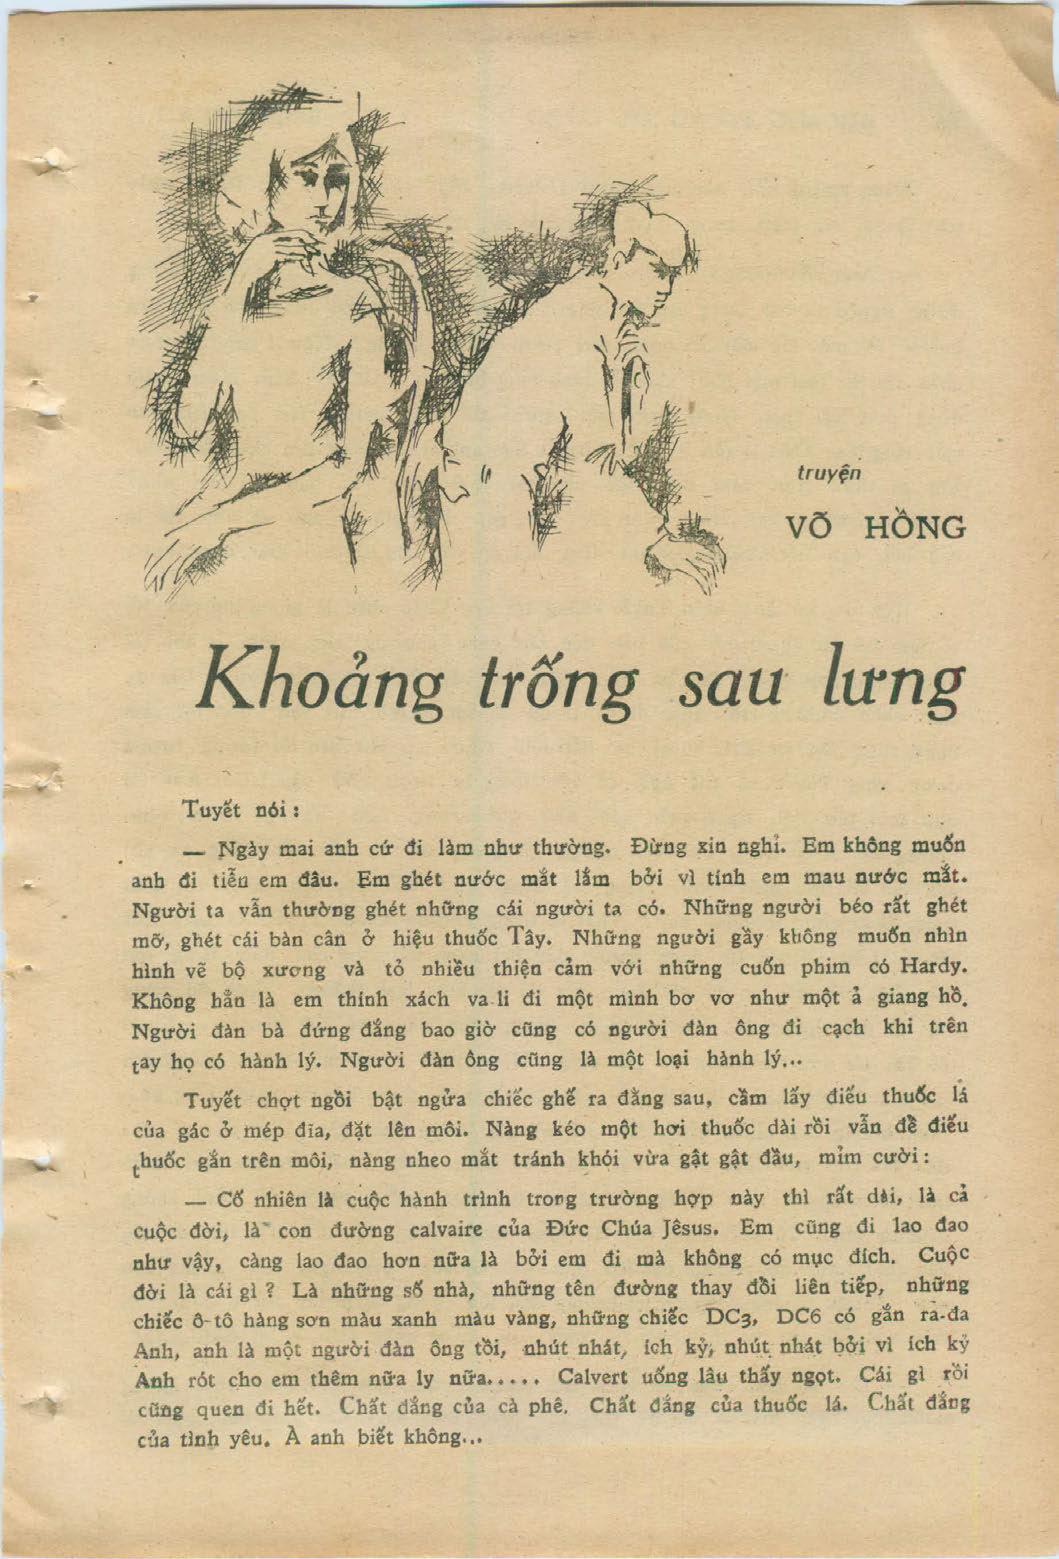 truyện
VÕ HỒNG
Khoảng trống sau lưng
Tuyết nói :
— Ngày mai anh cứ đi làm như thường. Đừng xin nghỉ. Em không muốn
anh đi tiễn em đâu. Em ghét nước mắt lắm bởi vì tính em mau nước mắt.
Người ta vẫn thường ghét những cái người ta có. Những người béo rất ghét
mỡ, ghét cái bàn cân ở hiệu thuốc Tây. Những người gầy không muốn nhìn
hình vẽ bộ xương và tỏ nhiều thiện cảm với những cuốn phim có Hardy.
Không hẳn là em thính xách va-li đi một mình bơ vơ như một ả giang hồ.
Người đàn bà đứng đắng bao giờ cũng có người đàn ông đi cạch khi trên
tay họ có hành lý. Người đàn ông cũng là một loại hành lý...
Tuyết chợt ngồi bật ngửa chiếc ghế ra đằng sau, cầm lấy điếu thuốc lá
của gác ở mép đĩa, đặt lên môi. Nàng kéo một hơi thuốc dài rồi vẫn để điếu
thuốc gắn trên môi, nàng nheo mắt tránh khói vừa gật gật đầu, mỉm cười :
— Cố nhiên là cuộc hành trình trong trường hợp này thì rất dài, là cả
cuộc đời, là con đường calvaire của Đức Chúa Jêsus. Em cũng đi lao đao
như vậy, càng lao đao hơn nữa là bởi em đi mà không có mục đích. Cuộc
đời là cái gì ? Là những số nhà, những tên đường thay đổi liên tiếp, những
chiếc ô-tô hàng sơn màu xanh màu vàng, những chiếc DC3, DC6 có gắn ra-đa
Anh, anh là một người đàn ông tồi, nhút nhát, ích kỷ, nhút nhát bởi vì ích kỷ
Anh rót cho em thêm nữa ly nữa..... Calvert uống lâu thấy ngọt. Cái gì rồi
cũng quen đi hết. Chất đắng của cà phê. Chất đắng của thuốc lá. Chất đắng
của tình yêu. À anh biết không...